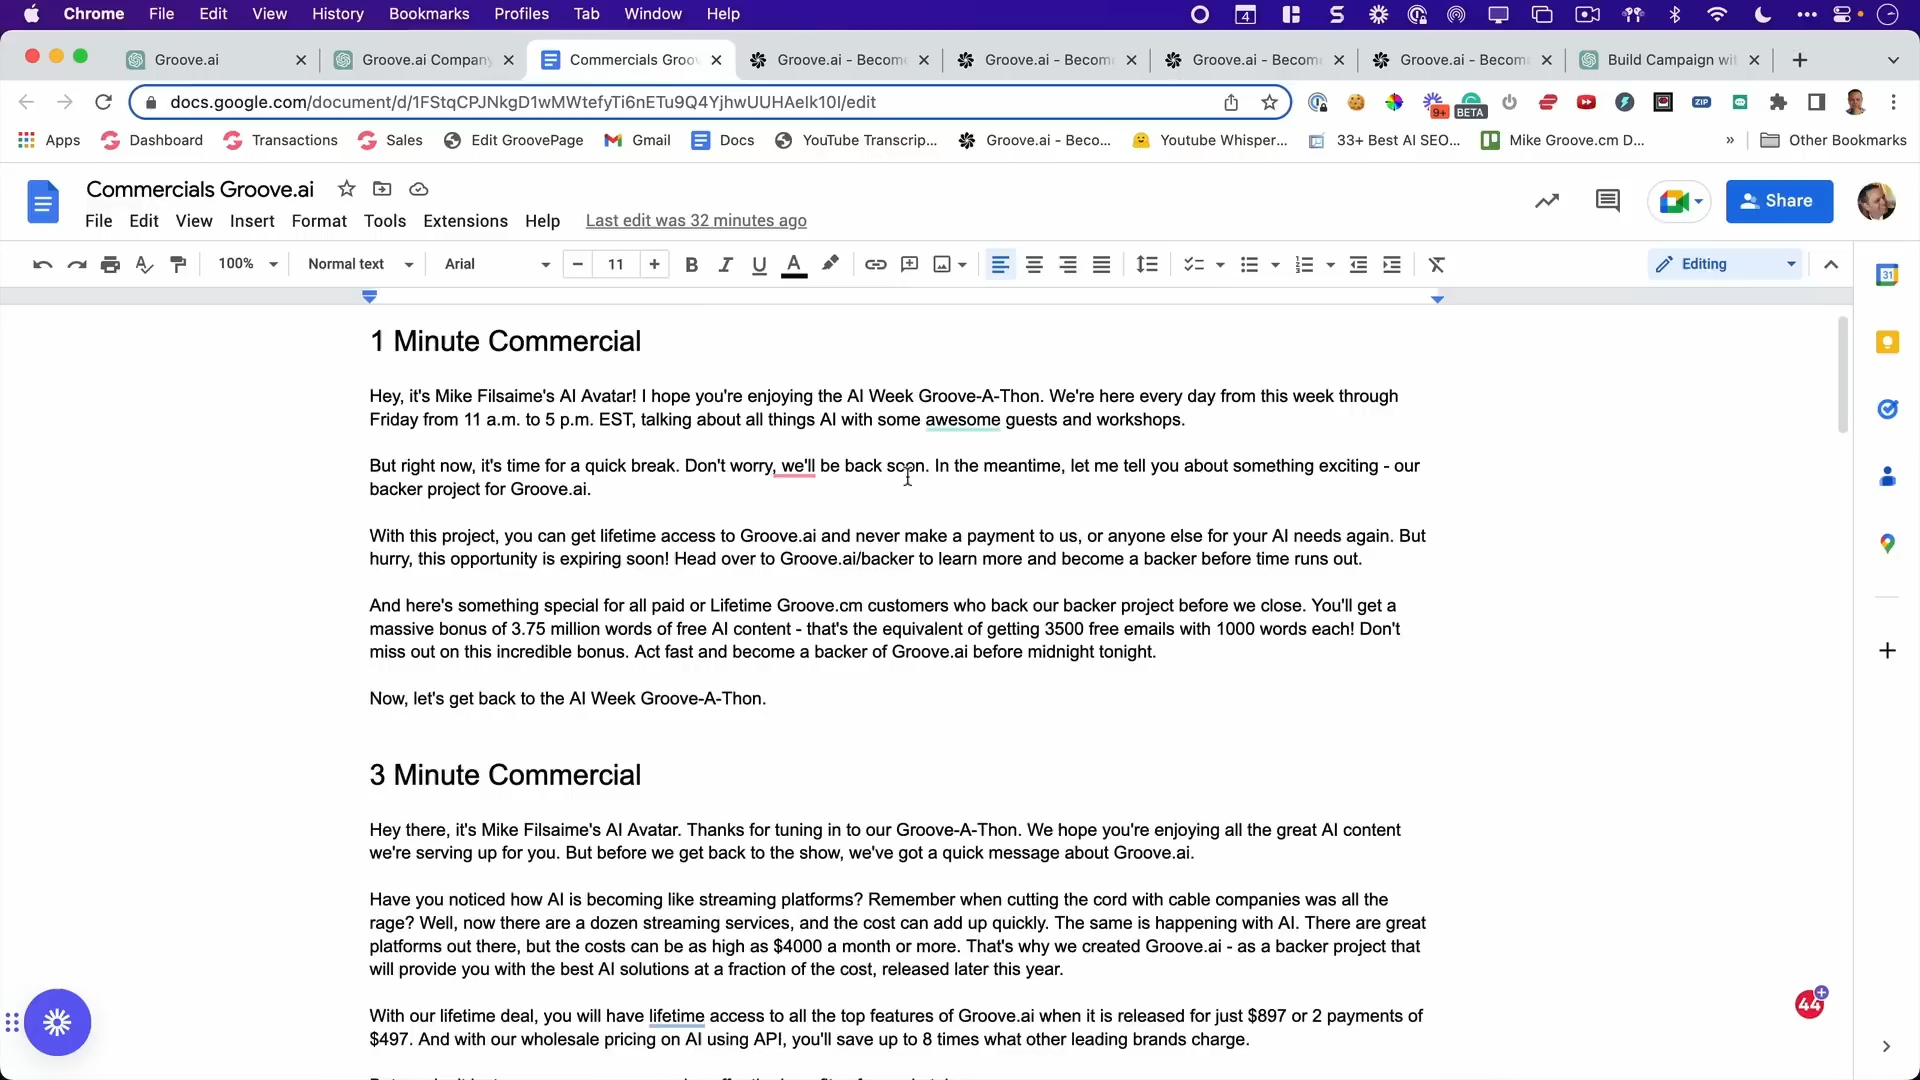 Chrome File Edit View History Bookmarks Profiles Tab Window Help
4
Groove.ai
Groove.ai Company
Commercials Groov
Groove.ai - Become
Groove.ai - Become
Groove.ai - Become
Groove.ai - Become
Build Campaign wit
docs.google.com/document/d/1FStqCPJNkgD1wMWtefyTi6nETu9Q4YjhwUUHAeIk10I/edit
9+
BETA
ZIP
Apps Dashboard Transactions Sales Edit GroovePage Gmail Docs YouTube Transcrip... Groove.ai - Beco... Youtube Whisper... 33+ Best AI SEO... Mike Groove.cm D... » Other Bookmarks
Commercials Groove.ai
File Edit View Insert Format Tools Extensions Help Last edit was 32 minutes ago
Share
100% Normal text Arial 11 B I U A Editing
31
1 Minute Commercial
Hey, it's Mike Filsaime's AI Avatar! I hope you're enjoying the AI Week Groove-A-Thon. We're here every day from this week through
Friday from 11 a.m. to 5 p.m. EST, talking about all things AI with some awesome guests and workshops.
But right now, it's time for a quick break. Don't worry, we'll be back soon. In the meantime, let me tell you about something exciting - our
backer project for Groove.ai.
With this project, you can get lifetime access to Groove.ai and never make a payment to us, or anyone else for your AI needs again. But
hurry, this opportunity is expiring soon! Head over to Groove.ai/backer to learn more and become a backer before time runs out.
And here's something special for all paid or Lifetime Groove.cm customers who back our backer project before we close. You'll get a
massive bonus of 3.75 million words of free AI content - that's the equivalent of getting 3500 free emails with 1000 words each! Don't
miss out on this incredible bonus. Act fast and become a backer of Groove.ai before midnight tonight.
Now, let's get back to the AI Week Groove-A-Thon.
3 Minute Commercial
Hey there, it's Mike Filsaime's AI Avatar. Thanks for tuning in to our Groove-A-Thon. We hope you're enjoying all the great AI content
we're serving up for you. But before we get back to the show, we've got a quick message about Groove.ai.
Have you noticed how AI is becoming like streaming platforms? Remember when cutting the cord with cable companies was all the
rage? Well, now there are a dozen streaming services, and the cost can add up quickly. The same is happening with AI. There are great
platforms out there, but the costs can be as high as $4000 a month or more. That's why we created Groove.ai - as a backer project that
will provide you with the best AI solutions at a fraction of the cost, released later this year.
With our lifetime deal, you will have lifetime access to all the top features of Groove.ai when it is released for just $897 or 2 payments of
$497. And with our wholesale pricing on AI using API, you'll save up to 8 times what other leading brands charge.
44